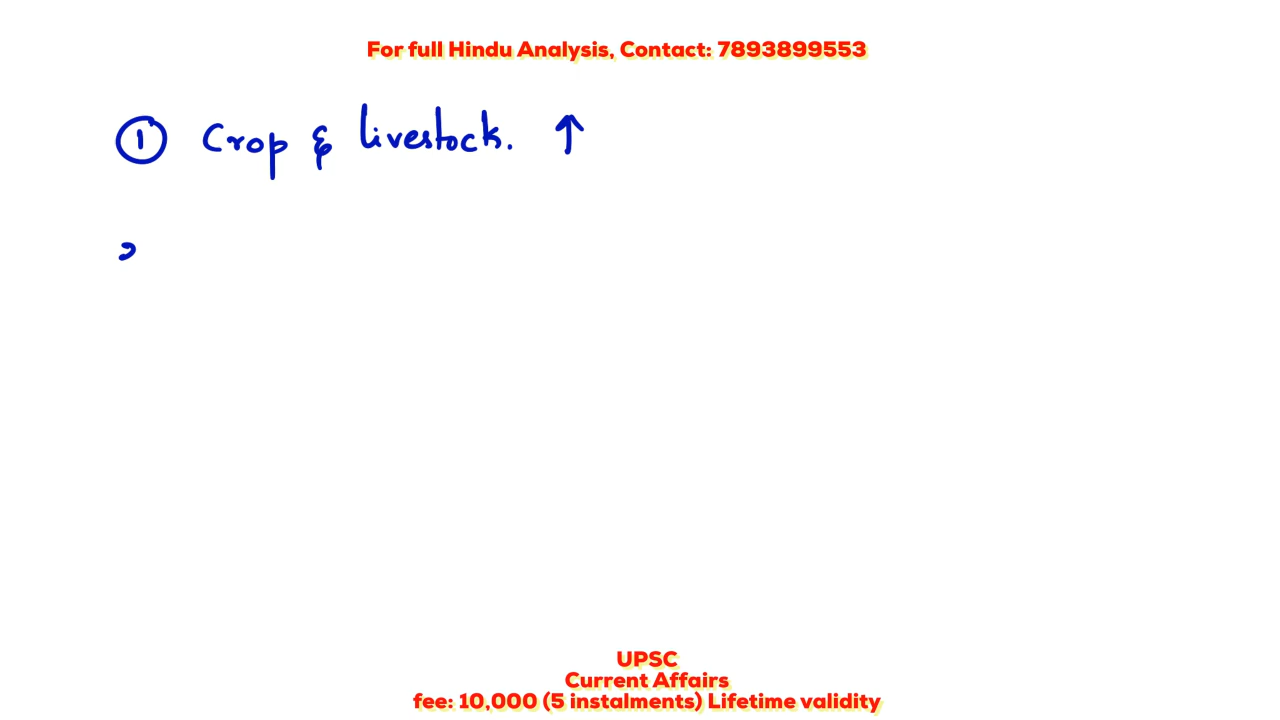 For full Hindu Analysis, Contact: 7893899553
① Crop & livestock. ↑
UPSC
Current Affairs
fee: 10,000 (5 instalments) Lifetime validity